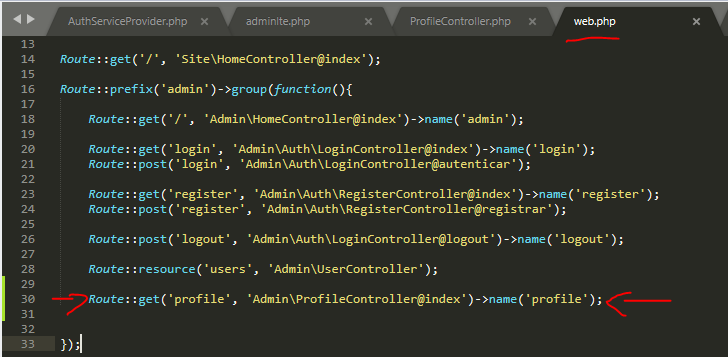 AuthServiceProvider.php × adminlte.php × ProfileController.php × web.php ×
13
14 Route::get('/', 'Site\HomeController@index');
15
16 Route::prefix('admin')->group(function(){
17
18 Route::get('/', 'Admin\HomeController@index')->name('admin');
19
20 Route::get('login', 'Admin\Auth\LoginController@index')->name('login');
21 Route::post('login', 'Admin\Auth\LoginController@autenticar');
22
23 Route::get('register', 'Admin\Auth\RegisterController@index')->name('register');
24 Route::post('register', 'Admin\Auth\RegisterController@registrar');
25
26 Route::post('logout', 'Admin\Auth\LoginController@logout')->name('logout');
27
28 Route::resource('users', 'Admin\UserController');
29
30 Route::get('profile', 'Admin\ProfileController@index')->name('profile');
31
32
33 });